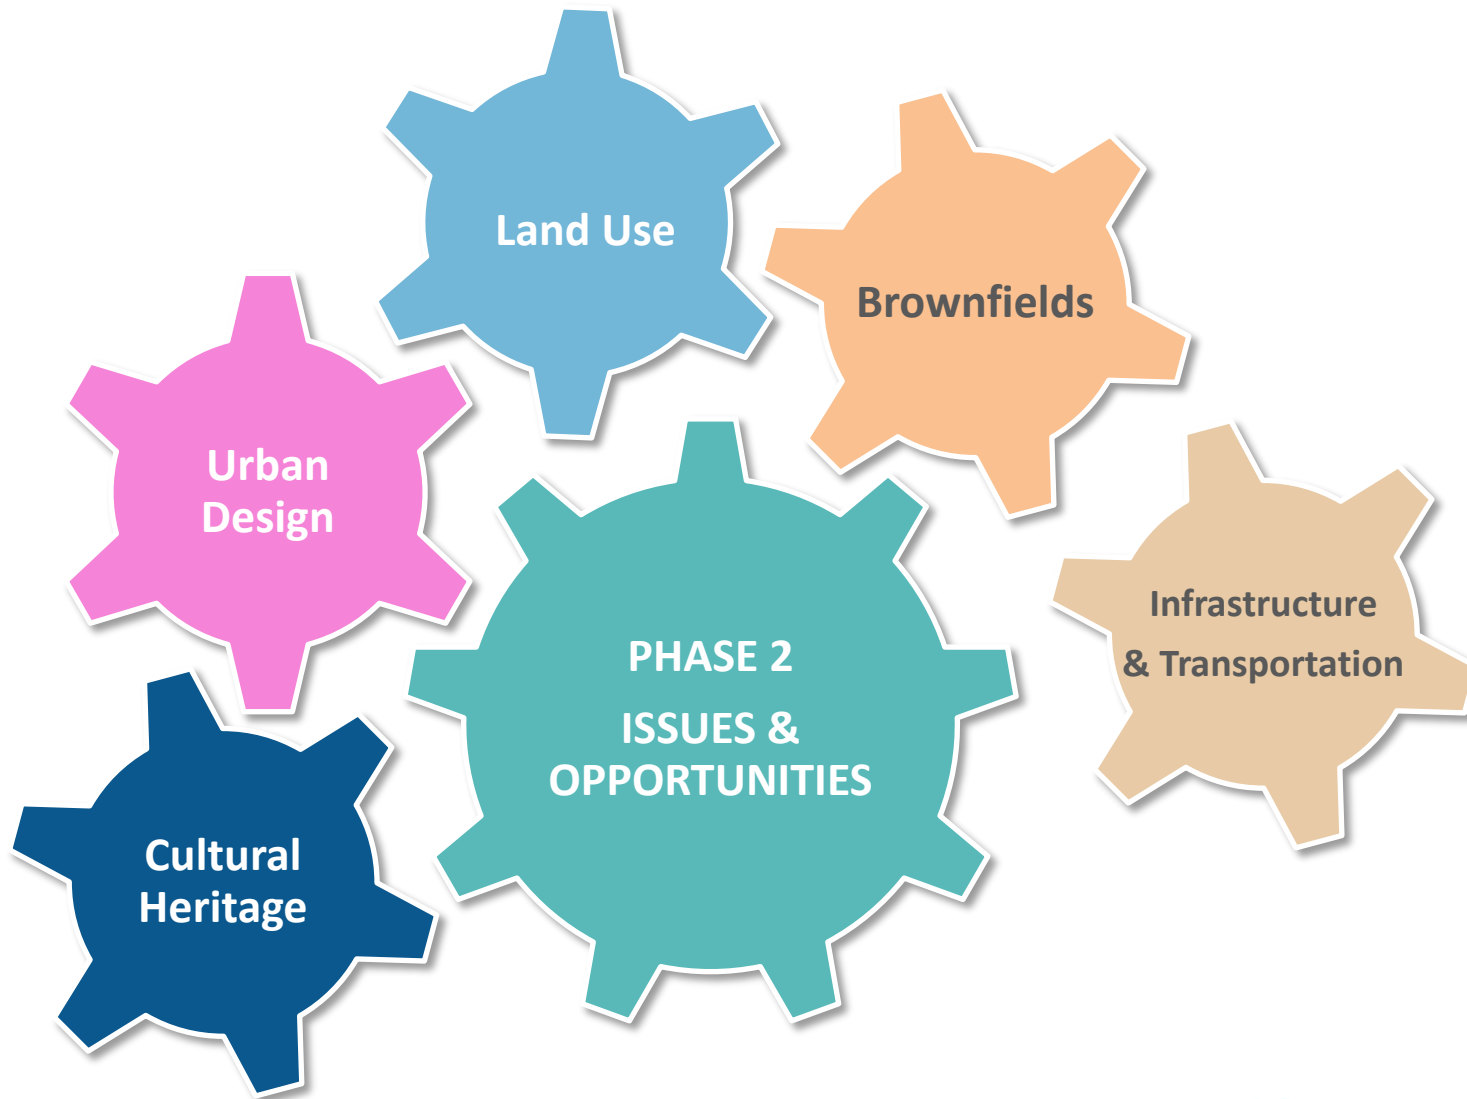 Land Use
Brownfields
Urban
Design
Infrastructure
& Transportation
PHASE 2
ISSUES &
OPPORTUNITIES
Cultural
Heritage